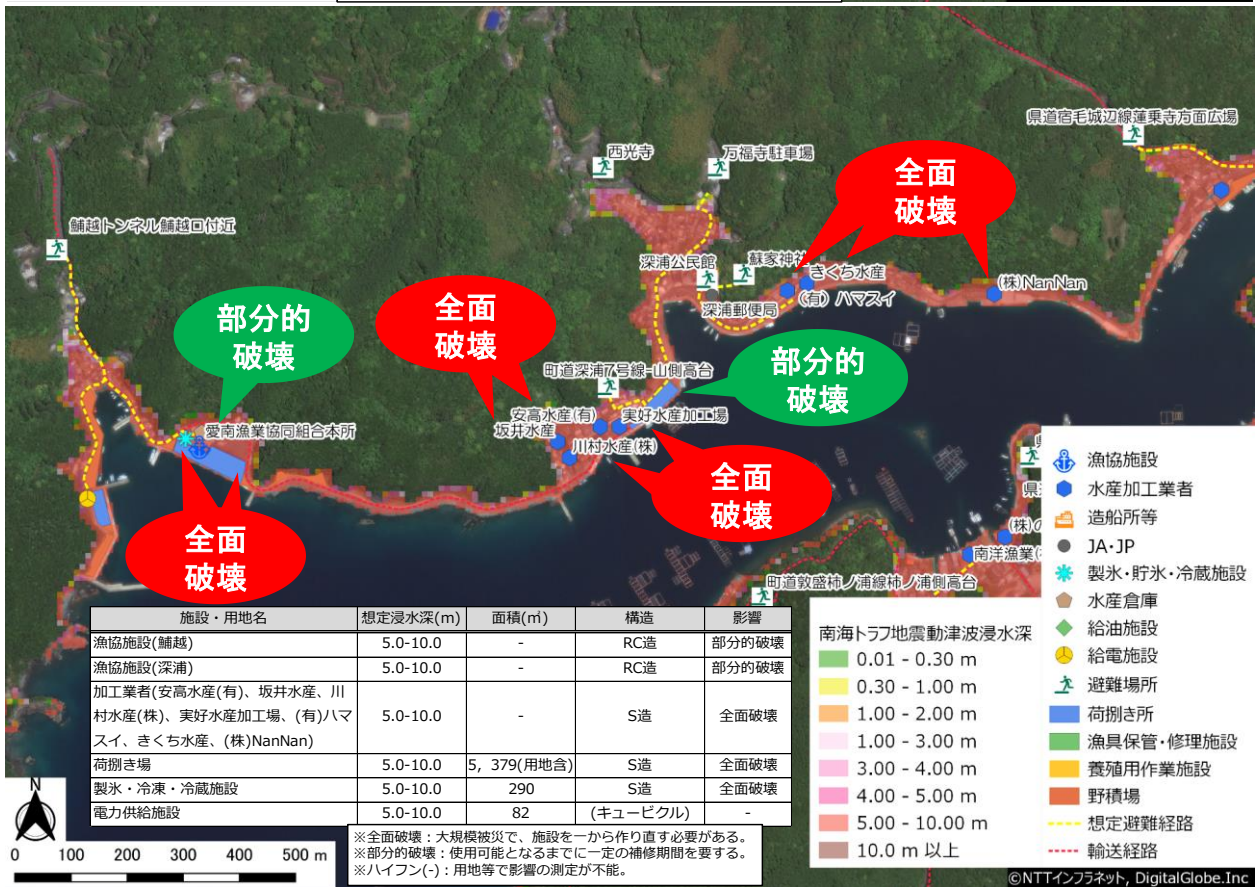 県道宿毛城辺線蓮乗寺方面広場
西光寺
万福寺駐車場
全面
破壊
鯆越トンネル鯆越口付近
深浦公民館
蘇家神社
きくち水産
(株)NanNan
(有) ハマスイ
深浦郵便局
部分的
破壊
全面
破壊
町道深浦7号線-山側高台
部分的
破壊
安高水産(有)
実好水産加工場
坂井水産
川村水産(株)
愛南漁業協同組合本所
全面
破壊
全面
破壊
(株)の
南洋漁業(
町道敦盛柿ノ浦線柿ノ浦側高台
施設・用地名 想定浸水深(m) 面積(㎡) 構造 影響
漁協施設(鯆越) 5.0-10.0 - RC造 部分的破壊
漁協施設(深浦) 5.0-10.0 - RC造 部分的破壊
加工業者(安高水産(有)、坂井水産、川
村水産(株)、実好水産加工場、(有)ハマ
スイ、きくち水産、(株)NanNan) 5.0-10.0 - S造 全面破壊
荷捌き場 5.0-10.0 5，379(用地含) S造 全面破壊
製氷・冷凍・冷蔵施設 5.0-10.0 290 S造 全面破壊
電力供給施設 5.0-10.0 82 (キュービクル) -
※全面破壊：大規模被災で、施設を一から作り直す必要がある。
※部分的破壊：使用可能となるまでに一定の補修期間を要する。
※ハイフン(-)：用地等で影響の測定が不能。
N
0 100 200 300 400 500 m
南海トラフ地震動津波浸水深
0.01 - 0.30 m
0.30 - 1.00 m
1.00 - 2.00 m
1.00 - 3.00 m
3.00 - 4.00 m
4.00 - 5.00 m
5.00 - 10.00 m
10.0 m 以上
漁協施設
水産加工業者
造船所等
JA・JP
製氷・貯氷・冷蔵施設
水産倉庫
給油施設
給電施設
避難場所
荷捌き所
漁具保管・修理施設
養殖用作業施設
野積場
想定避難経路
輸送経路
©NTTインフラネット, DigitalGlobe.Inc